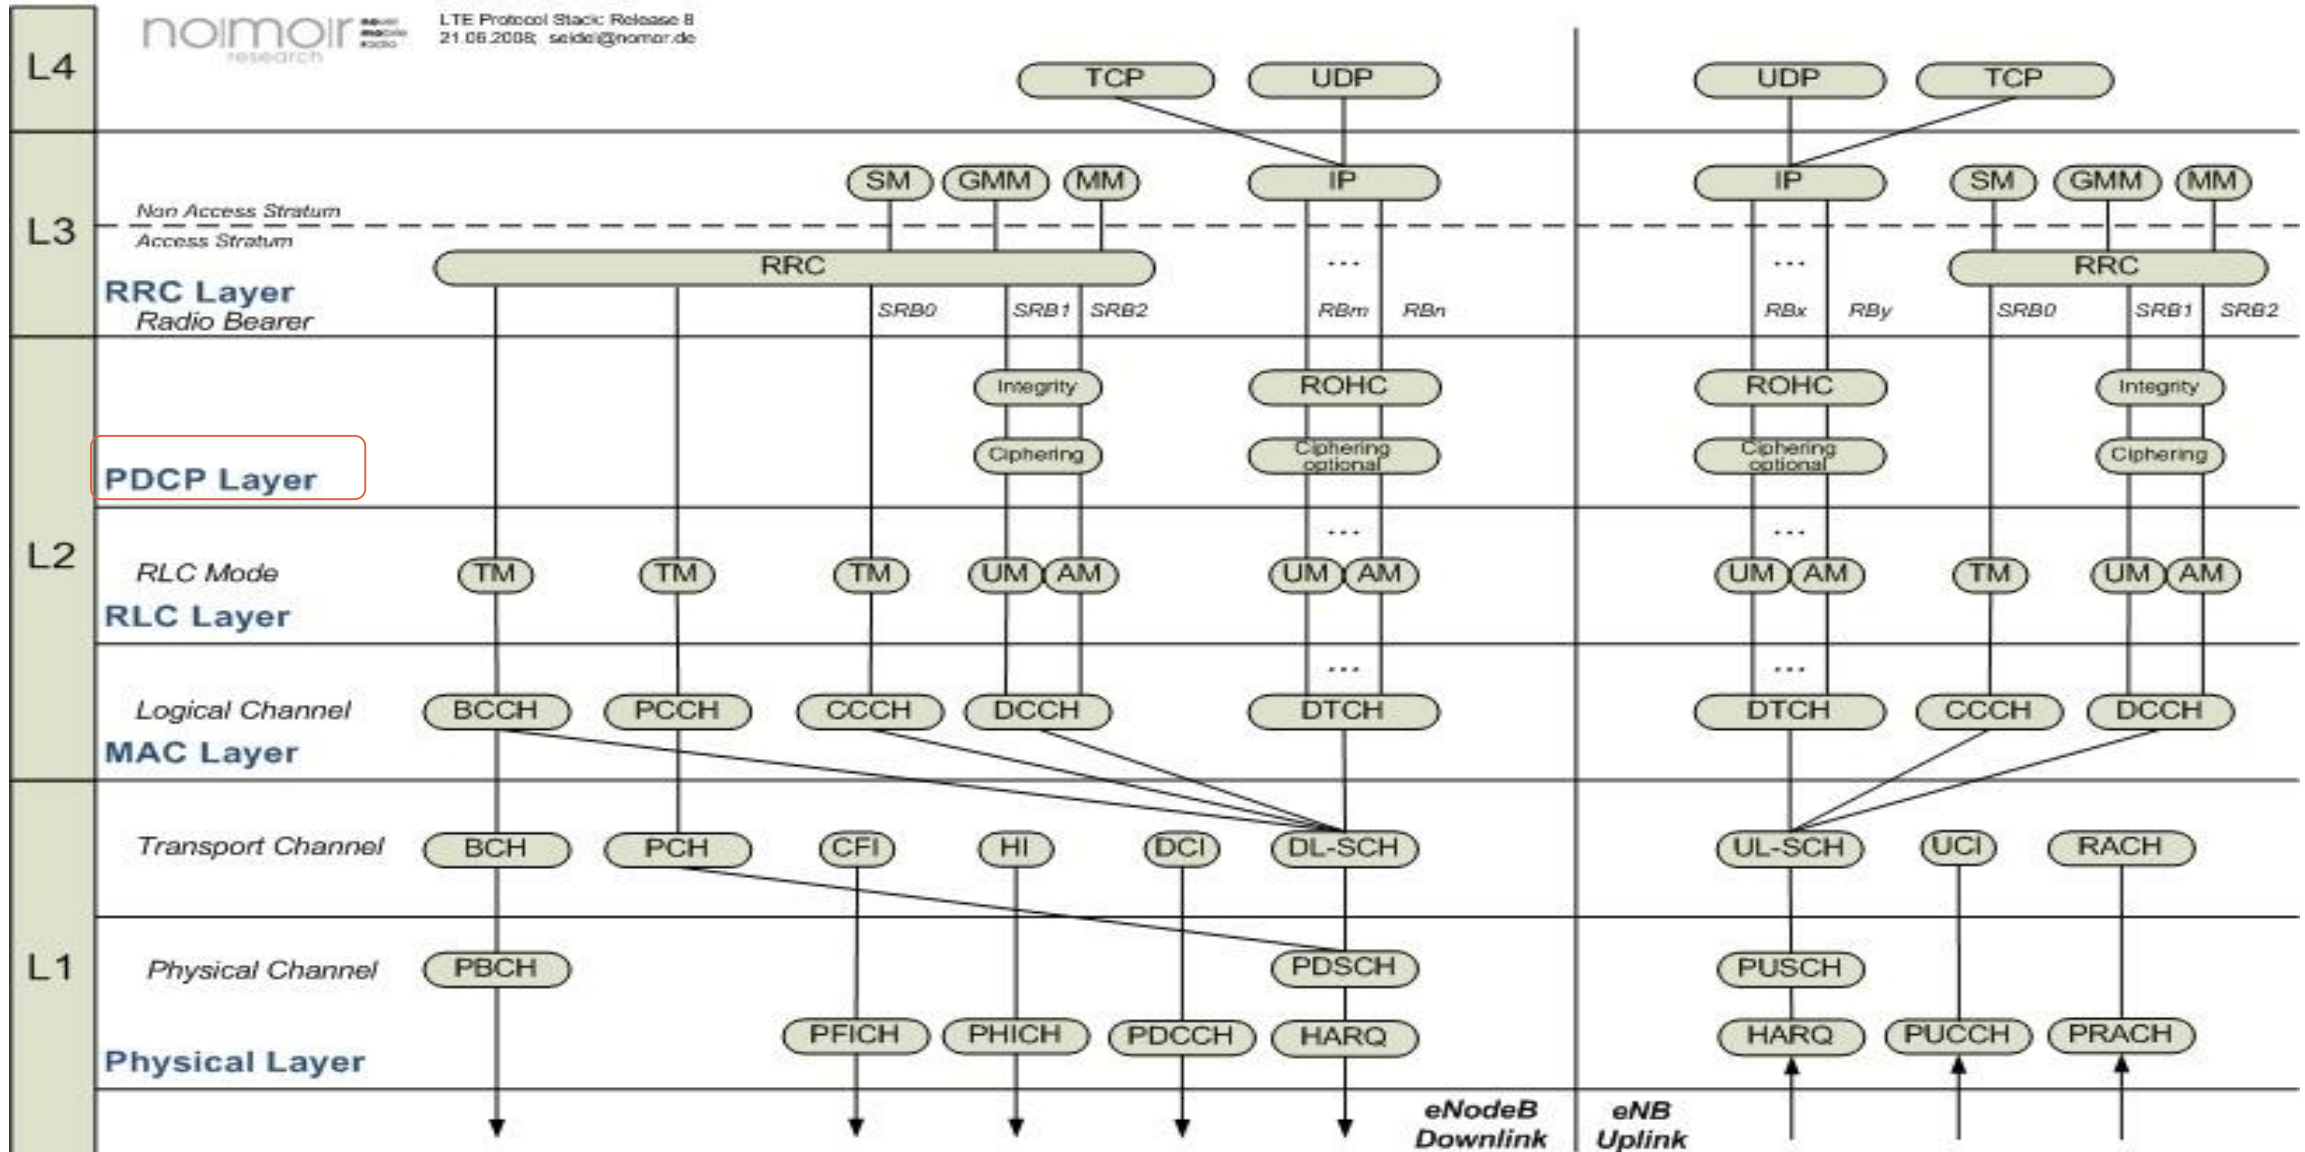 nomor novel mobile radio
research
LTE Protocol Stack: Release 8
21.06.2008; seidel@nomor.de
L4
TCP UDP UDP TCP
SM GMM MM IP IP SM GMM MM
Non Access Stratum
L3
Access Stratum
RRC ... ... RRC
RRC Layer
Radio Bearer SRB0 SRB1 SRB2 RBm RBn RBx RBy SRB0 SRB1 SRB2
Integrity ROHC ROHC Integrity
Ciphering Ciphering optional Ciphering optional Ciphering
PDCP Layer
... ...
L2
RLC Mode TM TM TM UM AM UM AM UM AM TM UM AM
RLC Layer
... ...
Logical Channel BCCH PCCH CCCH DCCH DTCH DTCH CCCH DCCH
MAC Layer
Transport Channel BCH PCH CFI HI DCI DL-SCH UL-SCH UCI RACH
L1
Physical Channel PBCH PDSCH PUSCH
PFICH PHICH PDCCH HARQ HARQ PUCCH PRACH
Physical Layer
eNodeB eNB
Downlink Uplink